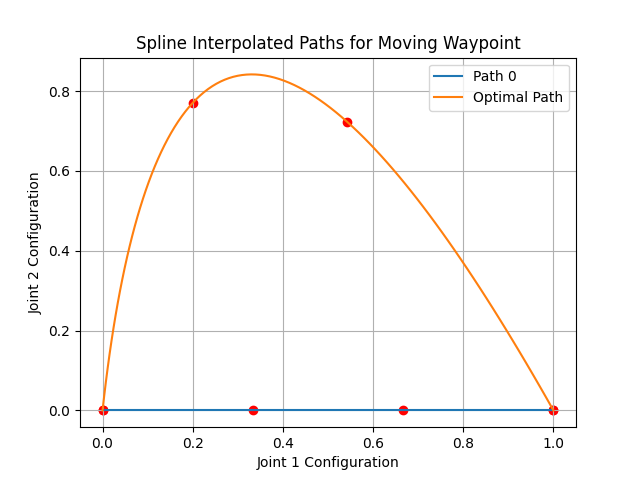 Spline Interpolated Paths for Moving Waypoint
Path 0
Optimal Path
Joint 2 Configuration
0.8
0.6
0.4
0.2
0.0
0.0 0.2 0.4 0.6 0.8 1.0
Joint 1 Configuration